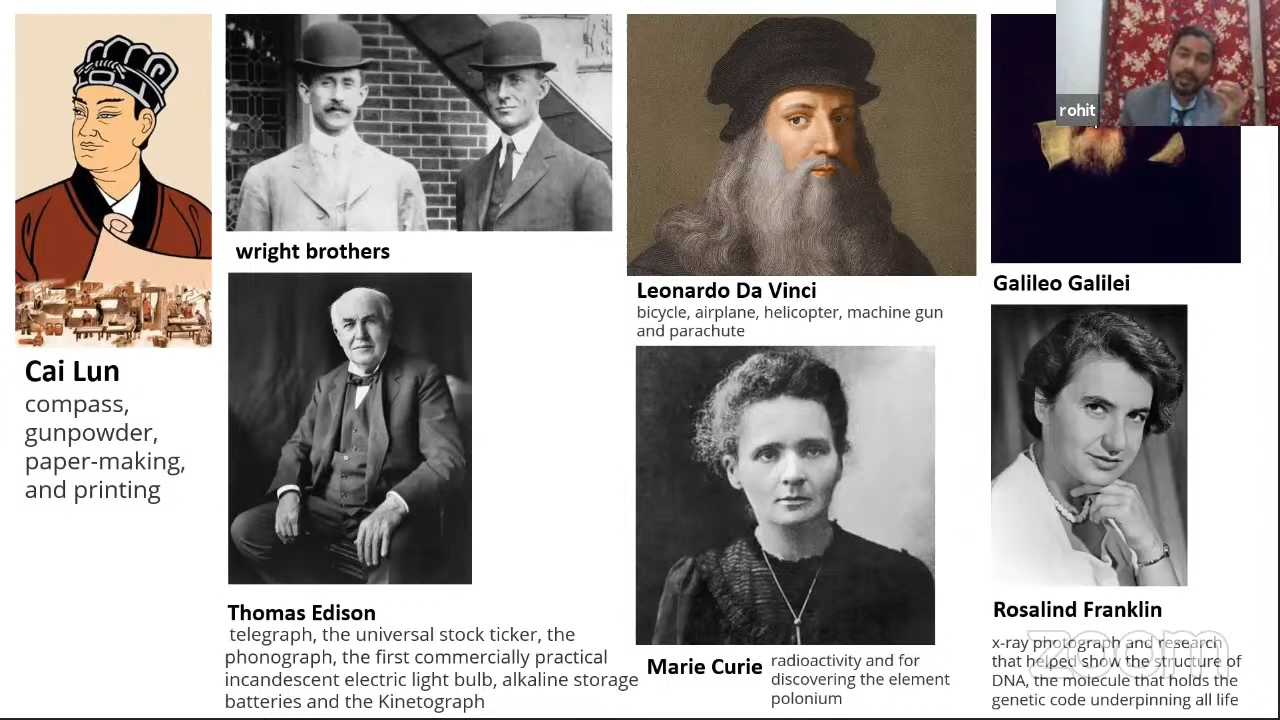 rohit
Cai Lun
compass,
gunpowder,
paper-making,
and printing
wright brothers
Thomas Edison
telegraph, the universal stock ticker, the
phonograph, the first commercially practical
incandescent electric light bulb, alkaline storage
batteries and the Kinetograph
Leonardo Da Vinci
bicycle, airplane, helicopter, machine gun
and parachute
Marie Curie
radioactivity and for
discovering the element
polonium
Galileo Galilei
Rosalind Franklin
x-ray photograph and research
that helped show the structure of
DNA, the molecule that holds the
genetic code underpinning all life
zoom